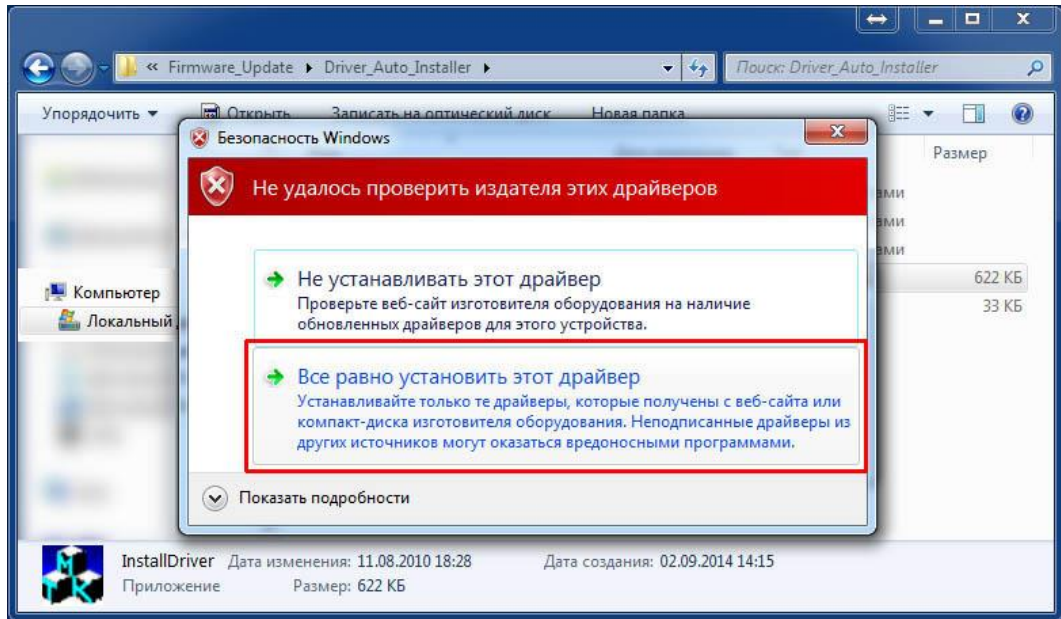 « Firmware_Update ▸ Driver_Auto_Installer ▸
Поиск: Driver_Auto_Installer
Упорядочить ▾ Открыть Записать на оптический диск Новая папка
Безопасность Windows
Размер
Не удалось проверить издателя этих драйверов
ами
ами
ами
Не устанавливать этот драйвер
622 КБ
Компьютер
Проверьте веб-сайт изготовителя оборудования на наличие
33 КБ
обновленных драйверов для этого устройства.
Локальный
Все равно установить этот драйвер
Устанавливайте только те драйверы, которые получены с веб-сайта или
компакт-диска изготовителя оборудования. Неподписанные драйверы из
других источников могут оказаться вредоносными программами.
Показать подробности
InstallDriver Дата изменения: 11.08.2010 18:28 Дата создания: 02.09.2014 14:15
Приложение Размер: 622 КБ